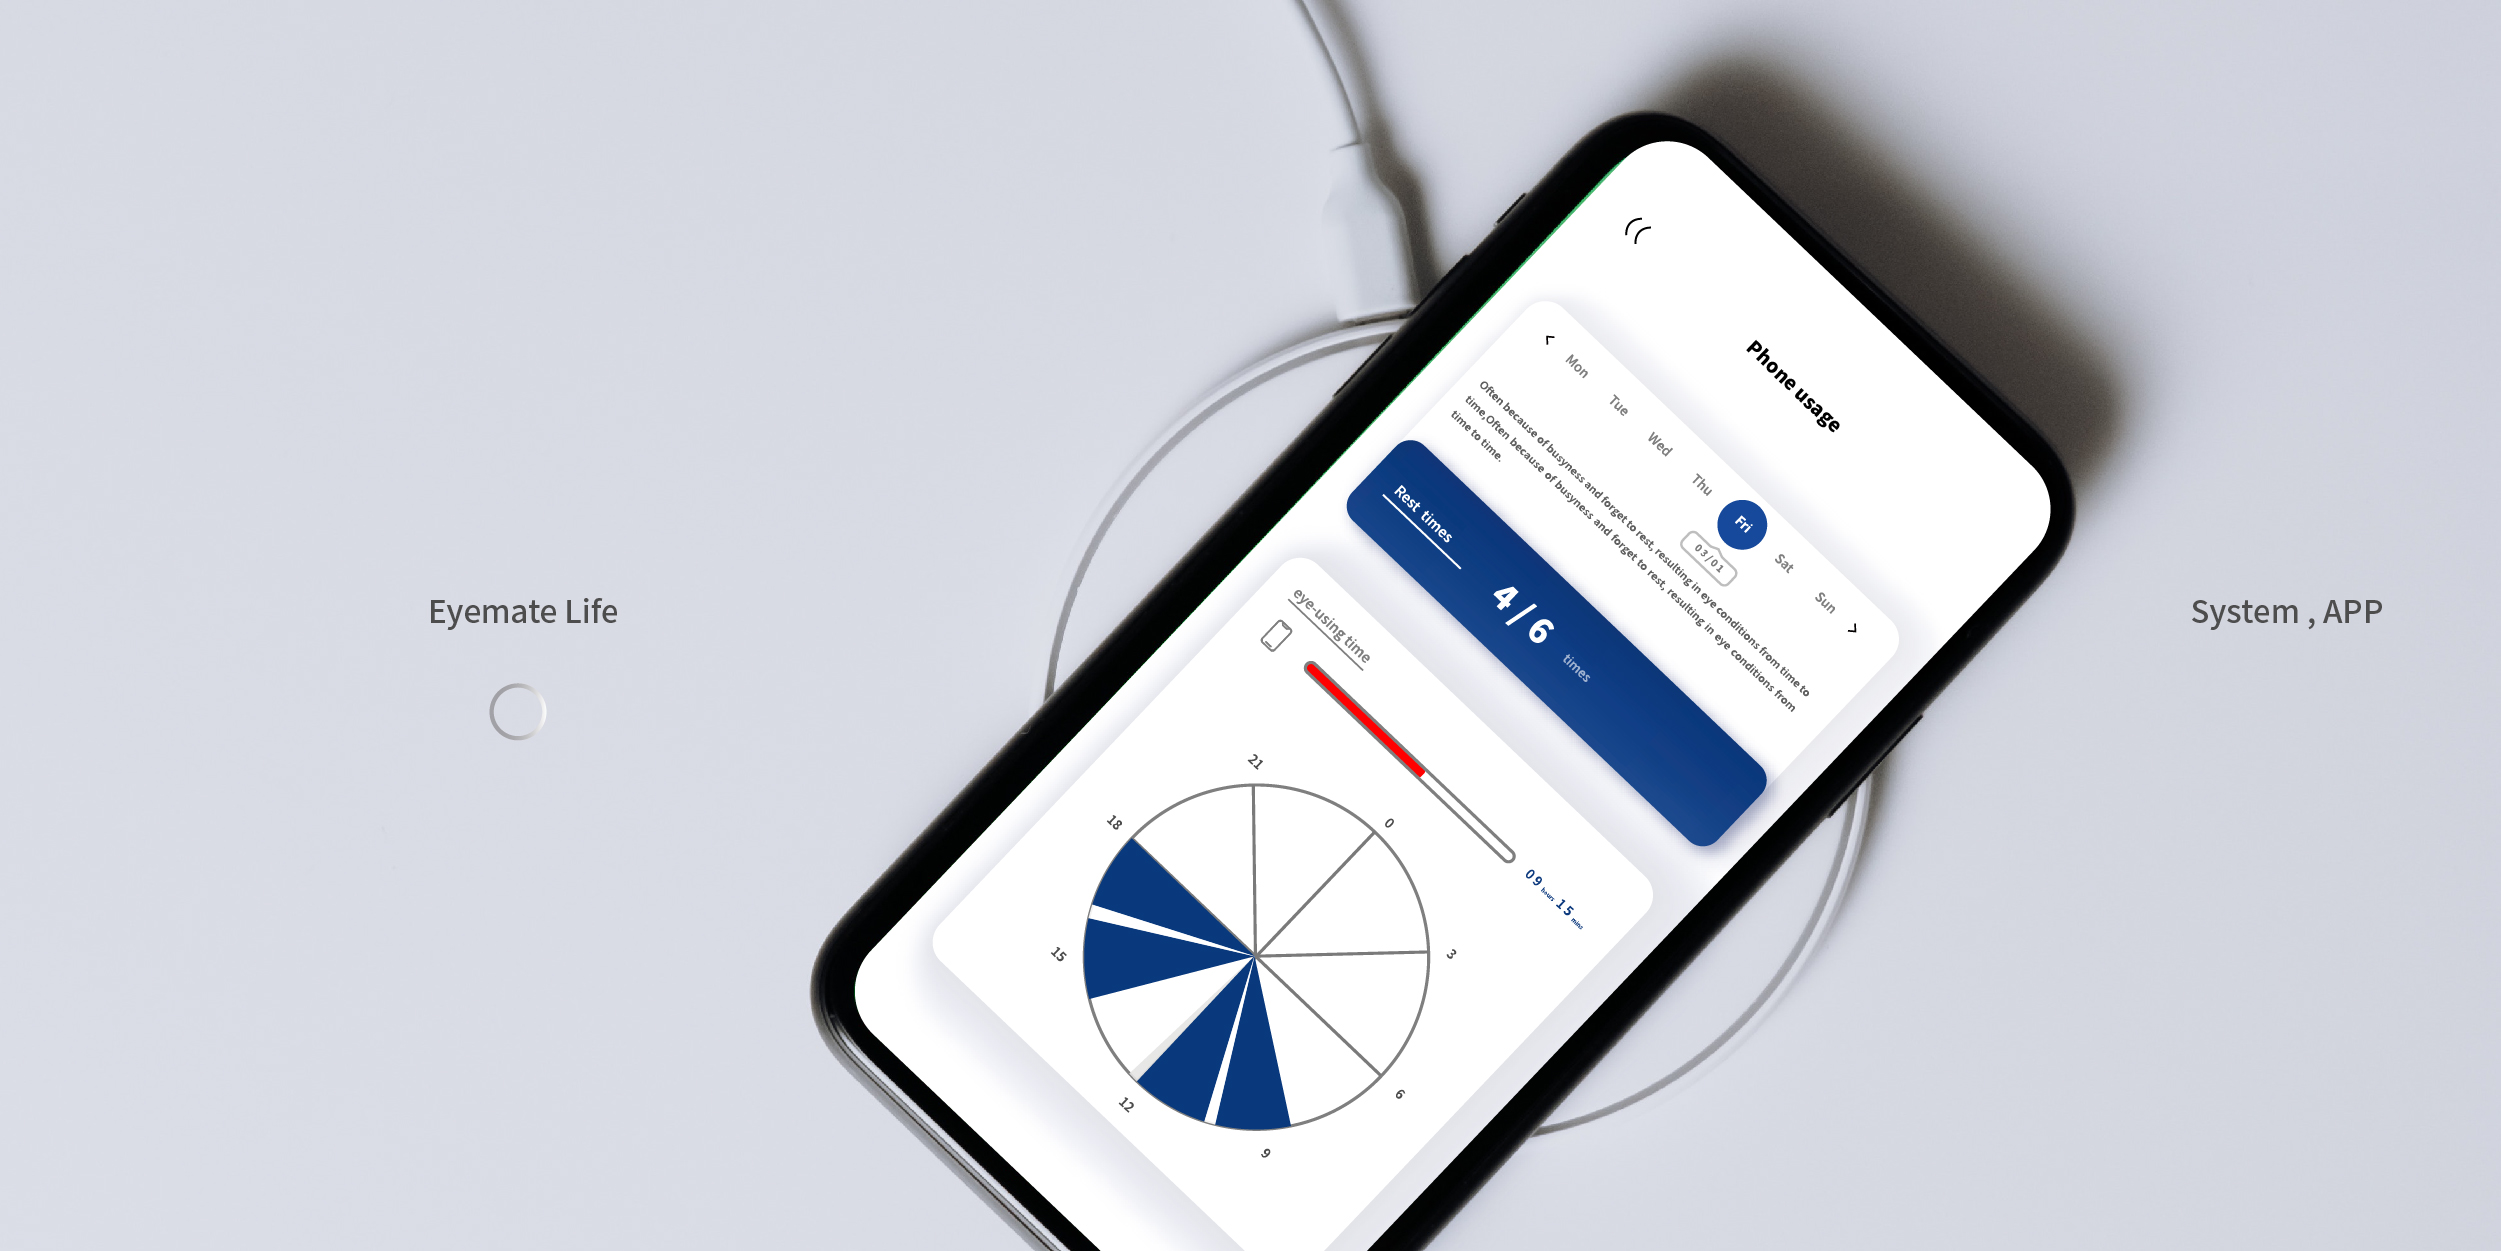 Eyemate Life
System , APP
Phone usage
<
Mon
Tue
Wed
Thu
Fri
Sat
Sun
>
03/01
Often because of busyness and forget to rest, resulting in eye conditions from time to
time,Often because of busyness and forget to rest, resulting in eye conditions from
time to time.
Rest times
4/6
times
eye-using time
09 hours 15 mins
21
0
3
6
9
12
15
18